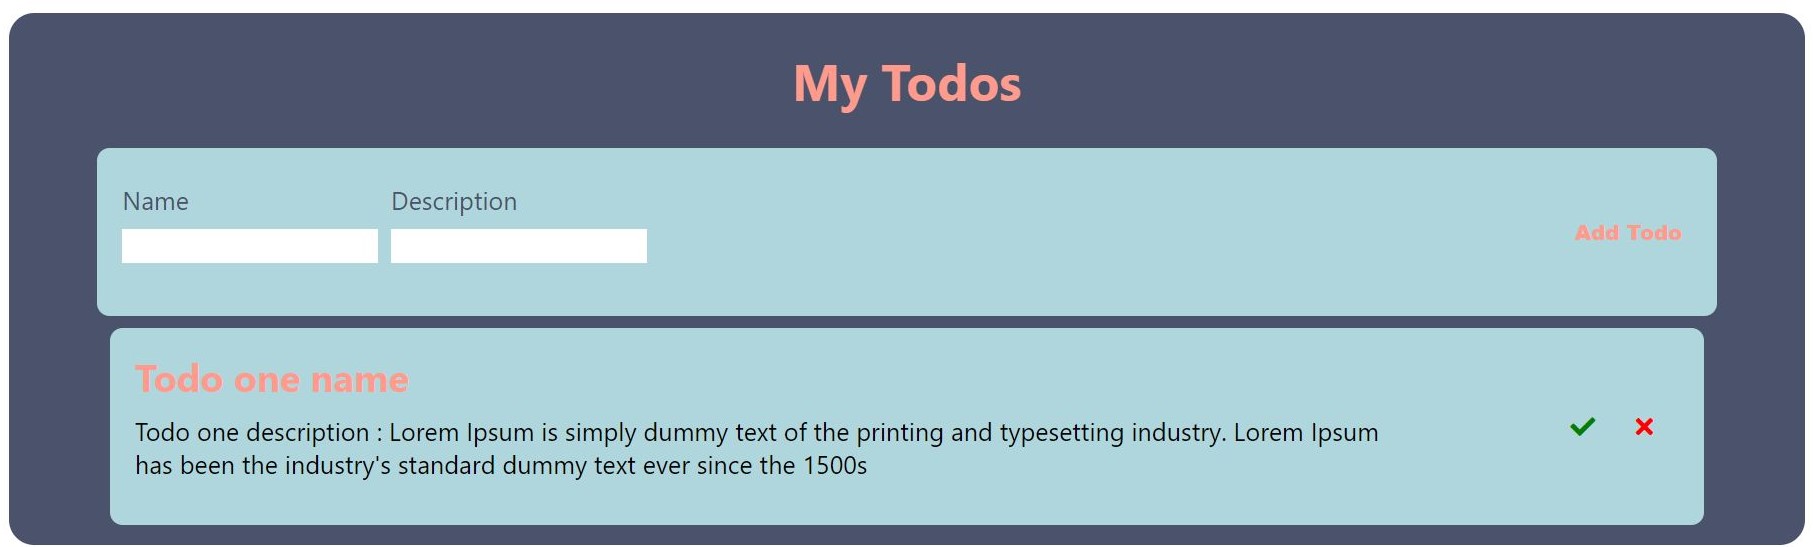 My Todos
Name Description
Add Todo
Todo one name
Todo one description : Lorem Ipsum is simply dummy text of the printing and typesetting industry. Lorem Ipsum
has been the industry's standard dummy text ever since the 1500s